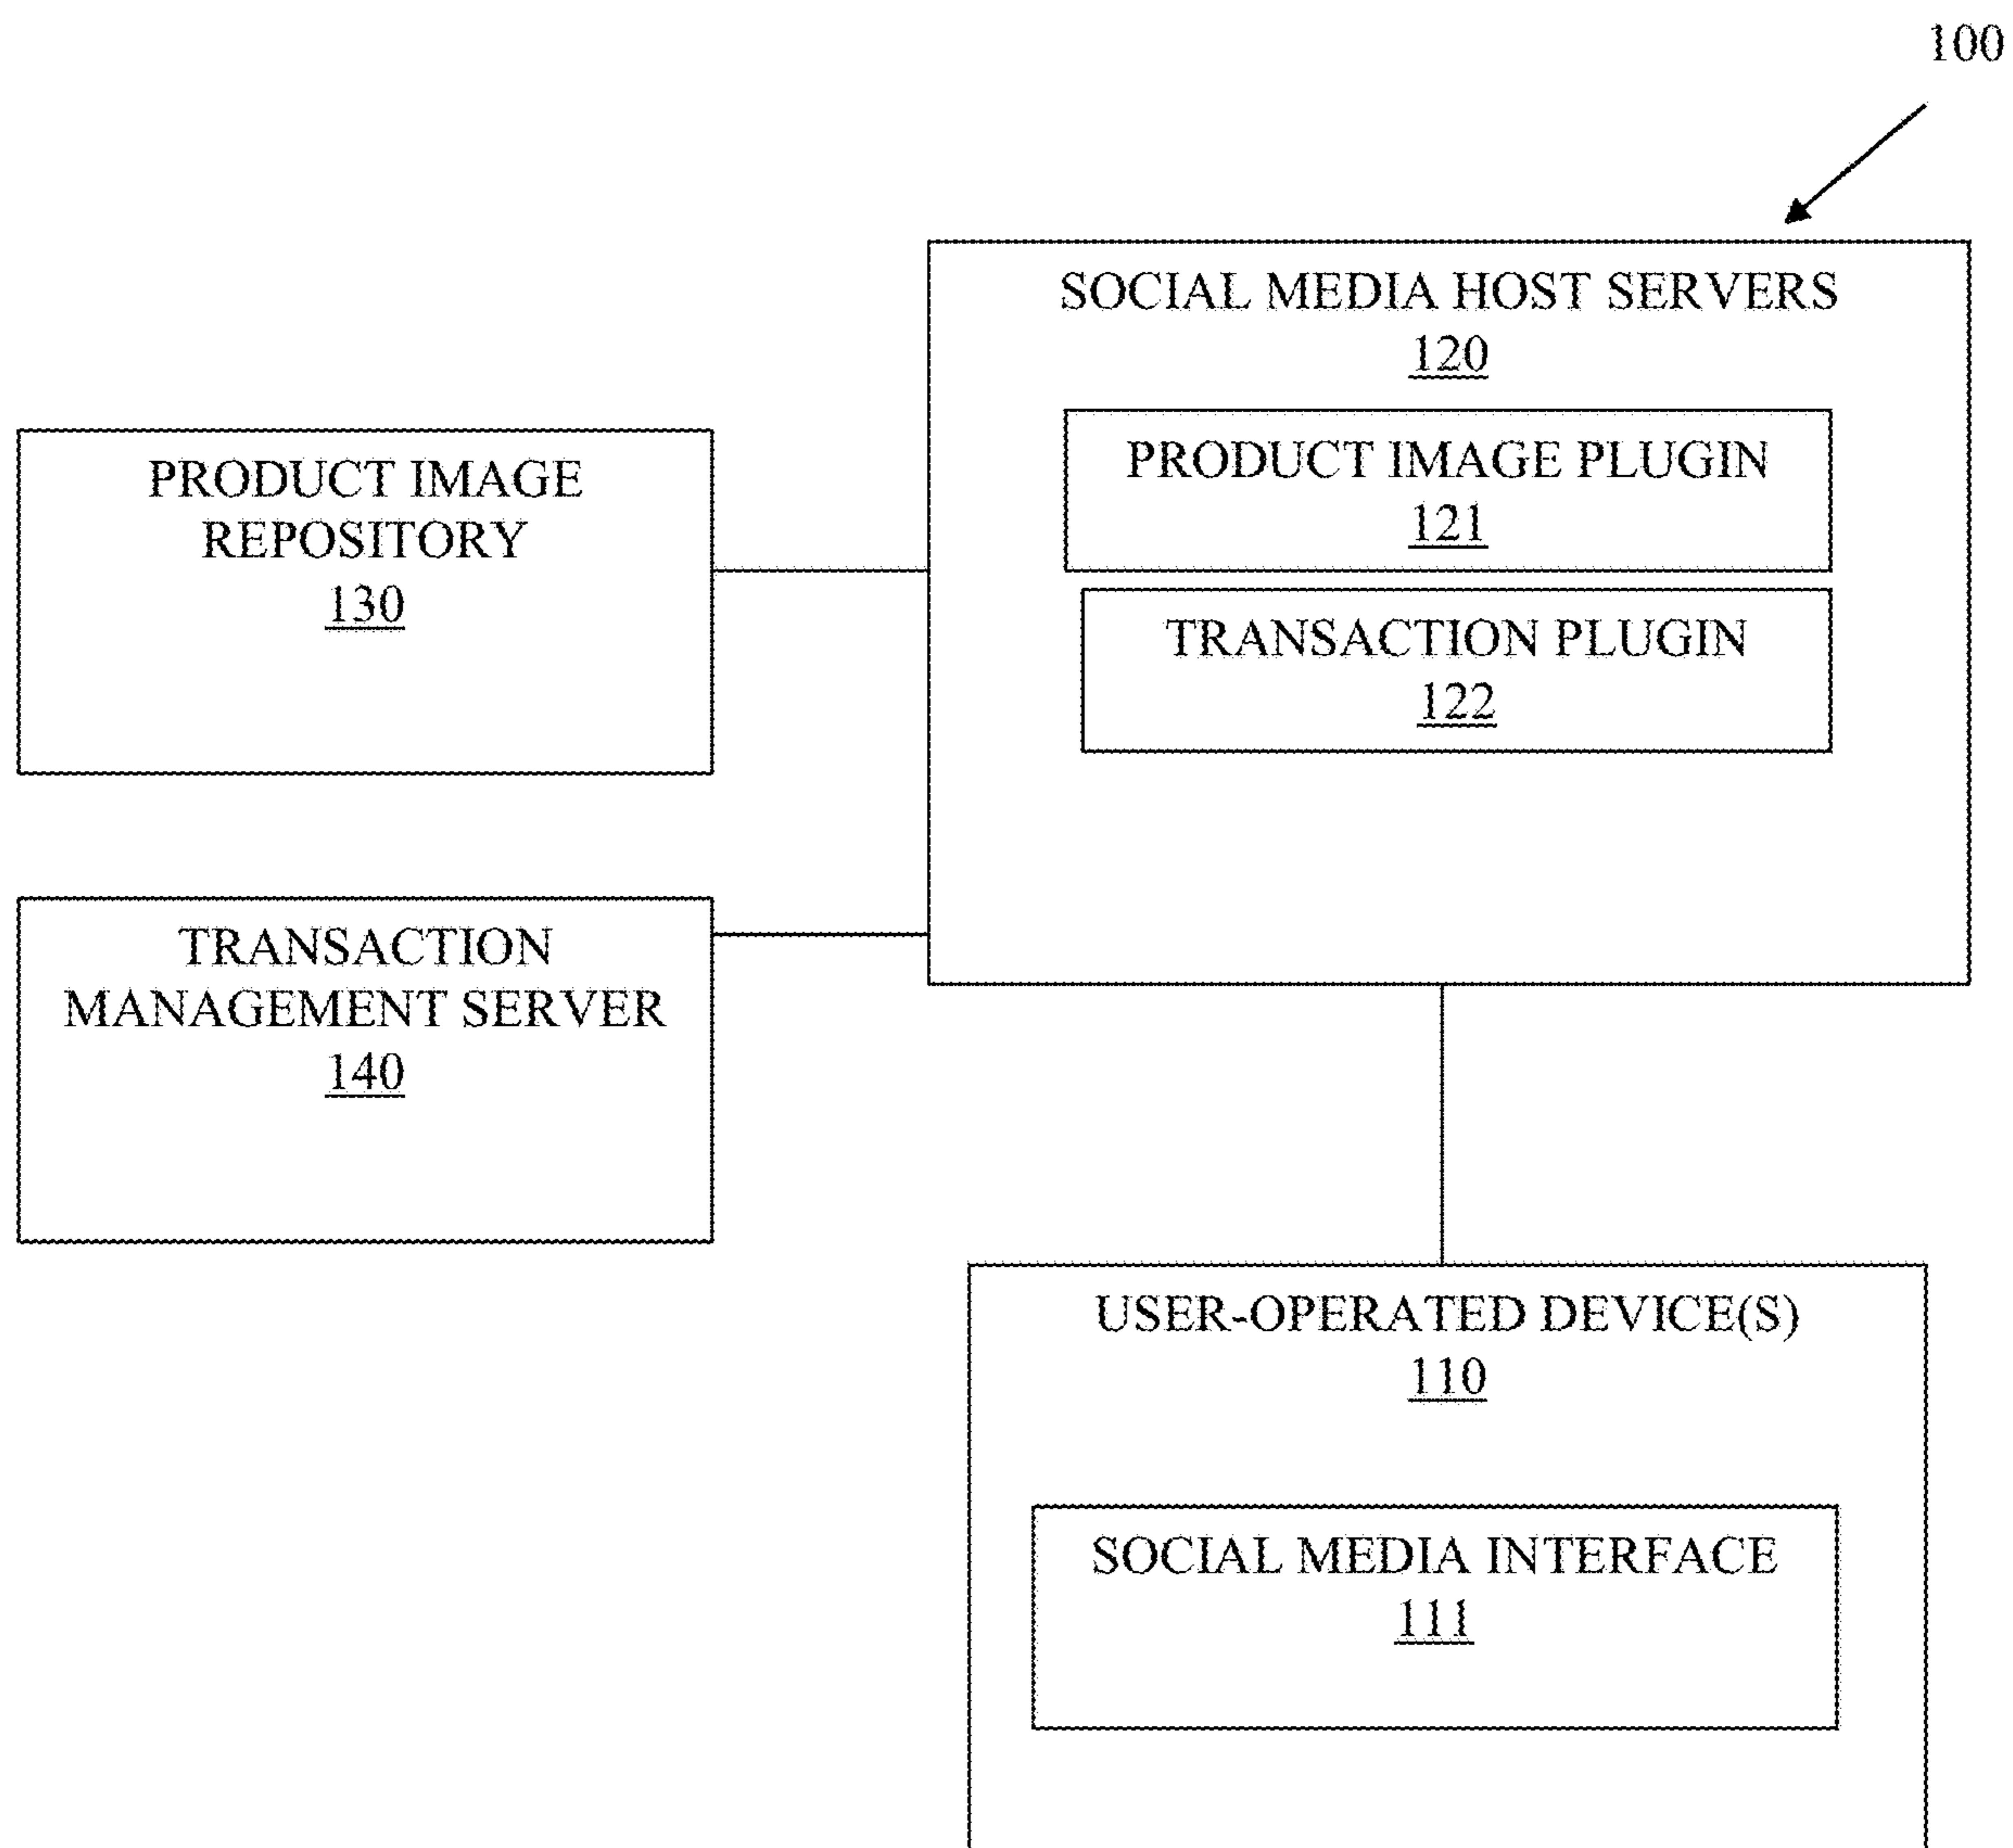 100
SOCIAL MEDIA HOST SERVERS
120
PRODUCT IMAGE PLUGIN
121
TRANSACTION PLUGIN
122
PRODUCT IMAGE
REPOSITORY
130
TRANSACTION
MANAGEMENT SERVER
140
USER-OPERATED DEVICE(S)
110
SOCIAL MEDIA INTERFACE
111